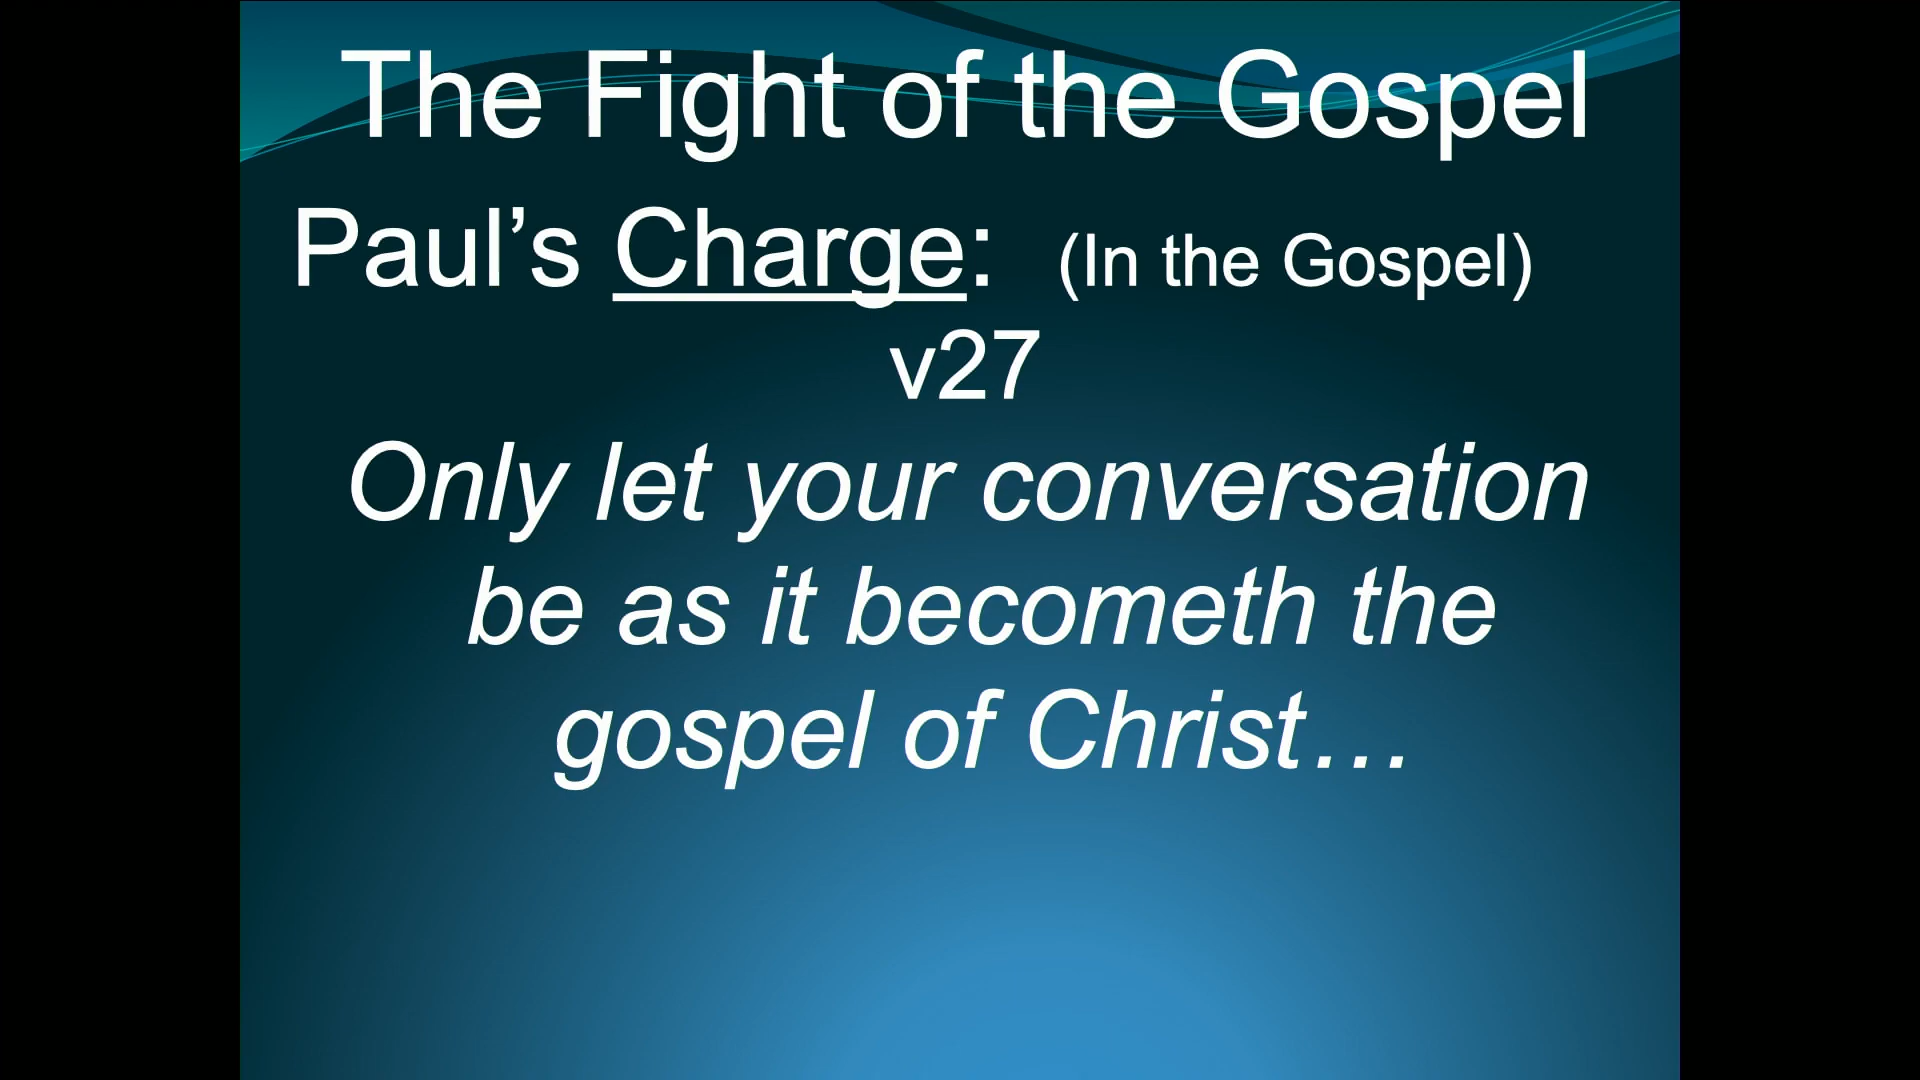 The Fight of the Gospel
Paul’s Charge: (In the Gospel)
v27
Only let your conversation
be as it becometh the
gospel of Christ…